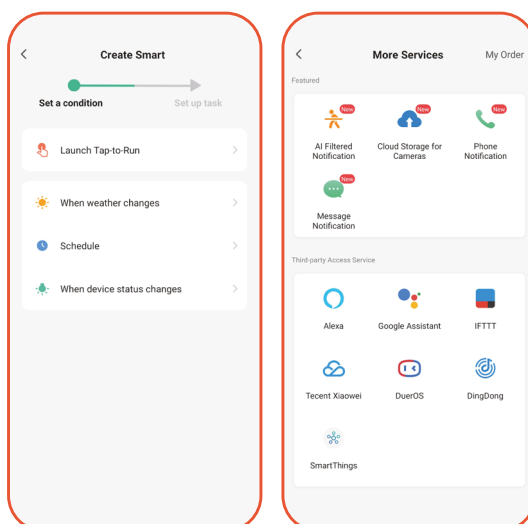 Create Smart
Set a condition
Set up task
Launch Tap-to-Run
When weather changes
Schedule
When device status changes
More Services
My Order
Featured
New
New
New
AI Filtered
Notification
Cloud Storage for
Cameras
Phone
Notification
New
Message
Notification
Third-party Access Service
Alexa
Google Assistant
IFTTT
Tecent Xiaowei
DuerOS
DingDong
SmartThings